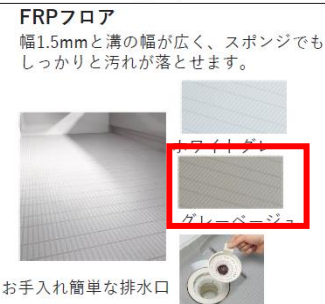 FRPフロア
幅1.5mmと溝の幅が広く、スポンジでも
しっかりと汚れが落とせます。
ホワイトグレー
グレーベージュ
お手入れ簡単な排水口